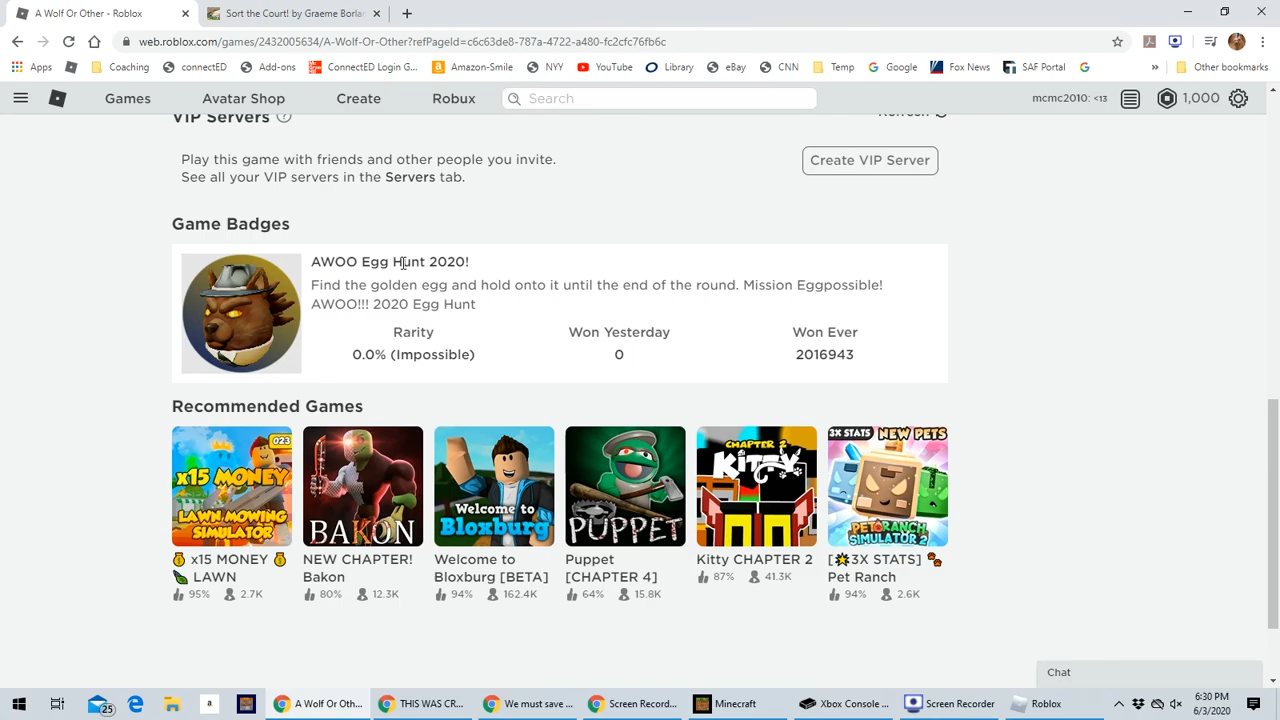 A Wolf Or Other - Roblox
Sort the Court! by Graeme Borla
web.roblox.com/games/2432005634/A-Wolf-Or-Other?refPageId=c6c63de8-787a-4722-a480-fc2cfc76fb6c
Apps Coaching connectED Add-ons ConnectED Login G... Amazon-Smile NYY YouTube Library eBay CNN Temp Google Fox News SAF Portal » Other bookmarks
Games Avatar Shop Create Robux Search mcmc2010: <13 1,000
VIP Servers ? Refresh
Play this game with friends and other people you invite.
See all your VIP servers in the Servers tab.
Create VIP Server
Game Badges
AWOO Egg Hunt 2020!
Find the golden egg and hold onto it until the end of the round. Mission Eggpossible!
AWOO!!! 2020 Egg Hunt
Rarity Won Yesterday Won Ever
0.0% (Impossible) 0 2016943
Recommended Games
023
x15 MONEY
LAWN MOWING
SIMULATOR
BAKON
Welcome to
Bloxburg
PUPPET
CHAPTER 2
KITTY
3X STATS NEW PETS
PET RANCH
SIMULATOR 2
💰 x15 MONEY 💰
🍃 LAWN
95% 2.7K
NEW CHAPTER!
Bakon
80% 12.3K
Welcome to
Bloxburg [BETA]
94% 162.4K
Puppet
[CHAPTER 4]
64% 15.8K
Kitty CHAPTER 2
87% 41.3K
[💥3X STATS] 🐾
Pet Ranch
94% 2.6K
Chat
25 a A Wolf Or Oth... THIS WAS CR... We must save ... Screen Record... Minecraft Xbox Console ... Screen Recorder Roblox
6:30 PM
6/3/2020